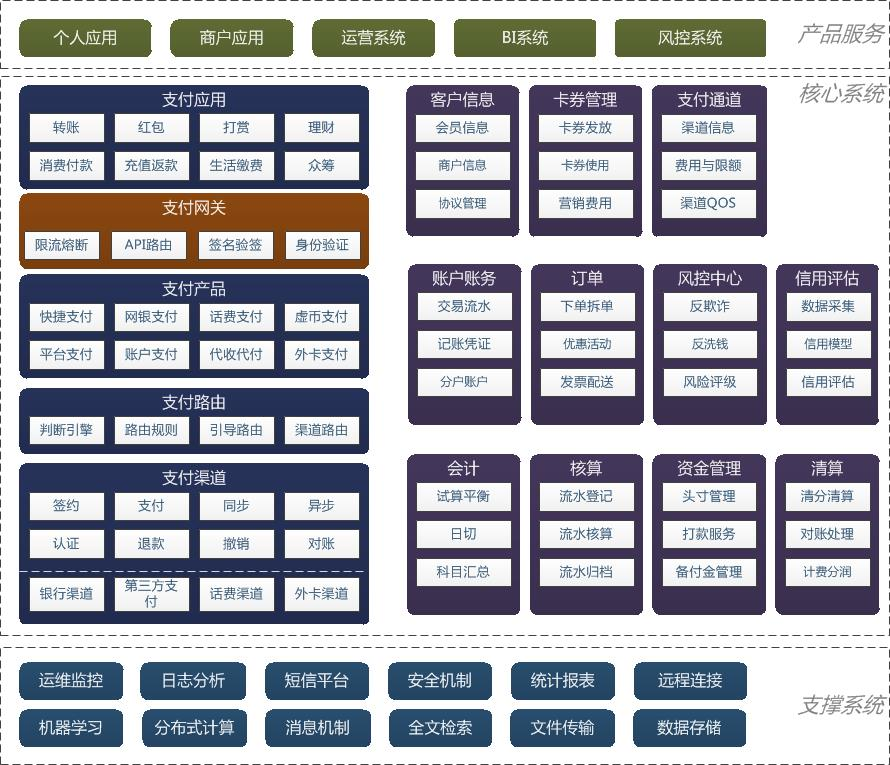 个人应用
商户应用
运营系统
BI系统
风控系统
产品服务
核心系统
支付应用
转账
红包
打赏
理财
消费付款
充值返款
生活缴费
众筹
支付网关
限流熔断
API路由
签名验签
身份验证
支付产品
快捷支付
网银支付
话费支付
虚币支付
平台支付
账户支付
代收代付
外卡支付
支付路由
判断引擎
路由规则
引导路由
渠道路由
支付渠道
签约
支付
同步
异步
认证
退款
撤销
对账
银行渠道
第三方支
付
话费渠道
外卡渠道
客户信息
会员信息
商户信息
协议管理
卡券管理
卡券发放
卡券使用
营销费用
支付通道
渠道信息
费用与限额
渠道QOS
账户账务
交易流水
记账凭证
分户账户
订单
下单拆单
优惠活动
发票配送
风控中心
反欺诈
反洗钱
风险评级
信用评估
数据采集
信用模型
信用评估
会计
试算平衡
日切
科目汇总
核算
流水登记
流水核算
流水归档
资金管理
头寸管理
打款服务
备付金管理
清算
清分清算
对账处理
计费分润
运维监控
日志分析
短信平台
安全机制
统计报表
远程连接
支撑系统
机器学习
分布式计算
消息机制
全文检索
文件传输
数据存储